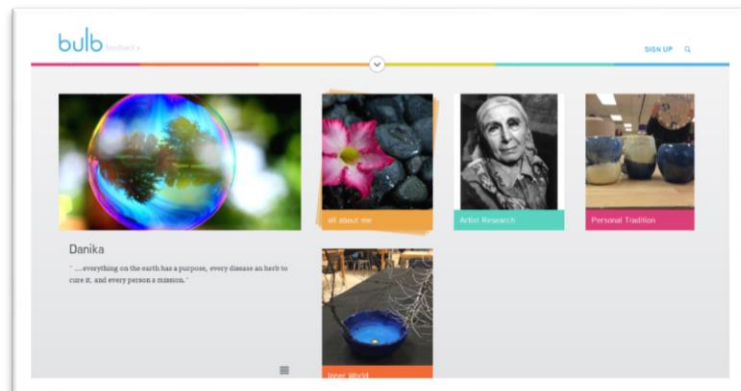 bulb feedback
SIGN UP
all about me
Artist Research
Personal Tradition
Danika
" ....everything on the earth has a purpose, every disease an herb to
cure it, and every person a mission."
Inner World